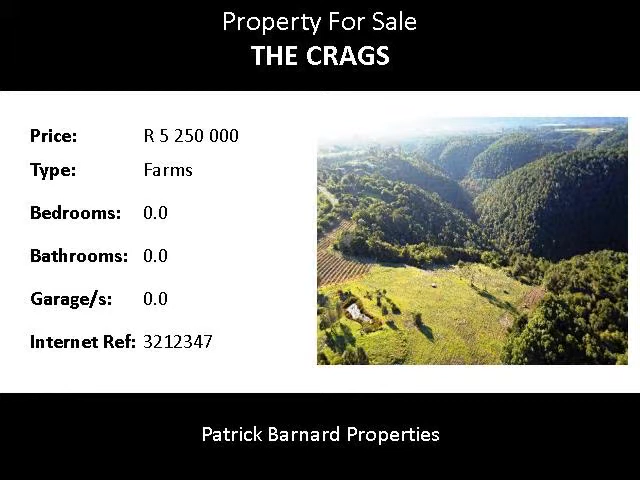 Property For Sale
THE CRAGS
Price: R 5 250 000
Type: Farms
Bedrooms: 0.0
Bathrooms: 0.0
Garage/s: 0.0
Internet Ref: 3212347
Patrick Barnard Properties